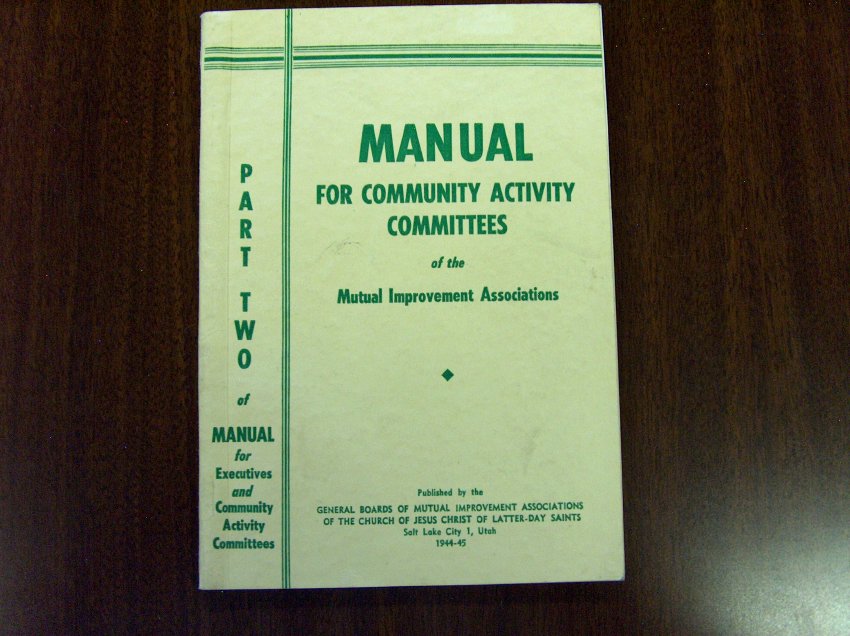 PART TWO
of
MANUAL
for
Executives
and
Community
Activity
Committees
MANUAL
FOR COMMUNITY ACTIVITY
COMMITTEES
of the
Mutual Improvement Associations
Published by the
GENERAL BOARDS OF MUTUAL IMPROVEMENT ASSOCIATIONS
OF THE CHURCH OF JESUS CHRIST OF LATTER-DAY SAINTS
Salt Lake City 1, Utah
1944-45